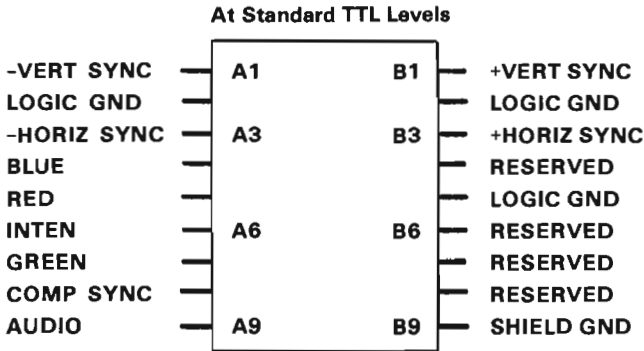 At Standard TTL Levels
-VERT SYNC A1 B1 +VERT SYNC
LOGIC GND LOGIC GND
-HORIZ SYNC A3 B3 +HORIZ SYNC
BLUE RESERVED
RED LOGIC GND
INTEN A6 B6 RESERVED
GREEN RESERVED
COMP SYNC RESERVED
AUDIO A9 B9 SHIELD GND